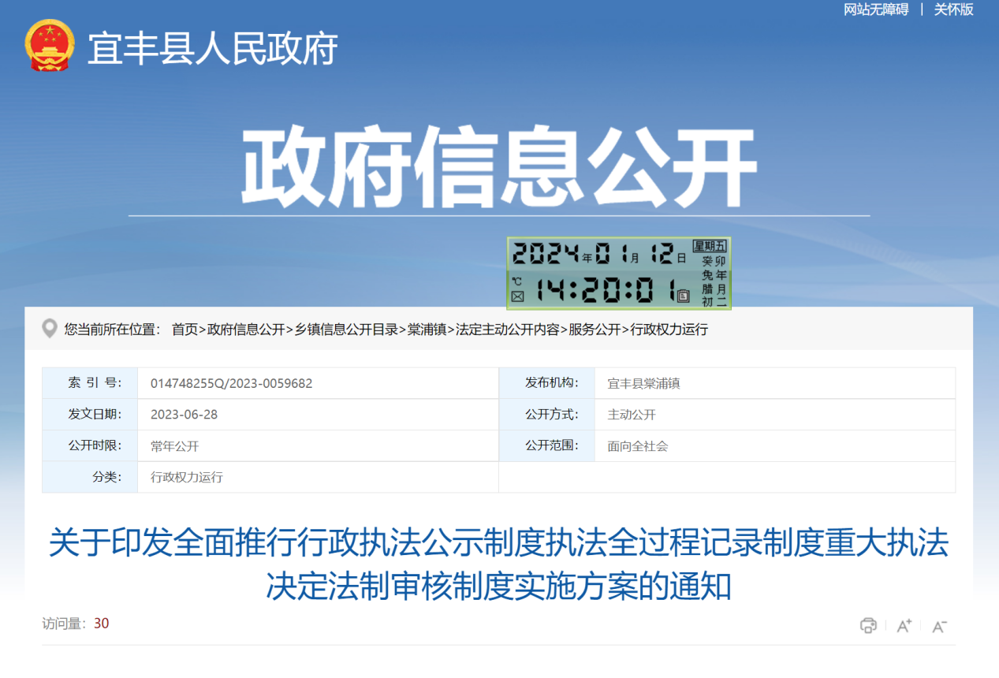 网站无障碍 | 关怀版
宜丰县人民政府
政府信息公开
2024年01月12日 星期五
癸卯
兔年
℃
14:20:01
腊月
初二
您当前所在位置： 首页>政府信息公开>乡镇信息公开目录>棠浦镇>法定主动公开内容>服务公开>行政权力运行
索 引 号： 014748255Q/2023-0059682 发布机构： 宜丰县棠浦镇
发文日期： 2023-06-28 公开方式： 主动公开
公开时限： 常年公开 公开范围： 面向全社会
分类： 行政权力运行
关于印发全面推行行政执法公示制度执法全过程记录制度重大执法
决定法制审核制度实施方案的通知
访问量：30
A+ A-